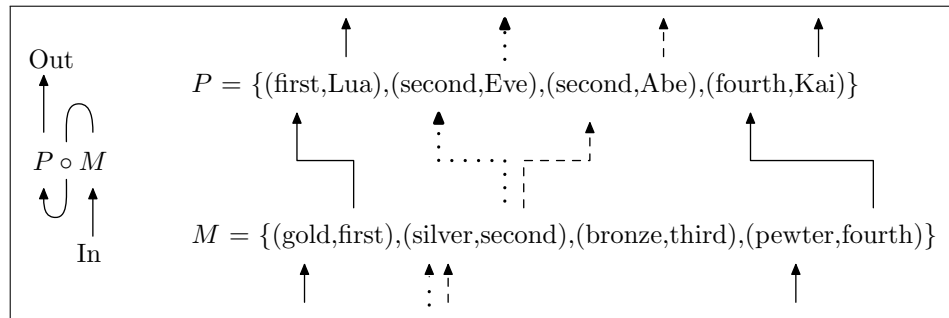 Out
P = {(first,Lua),(second,Eve),(second,Abe),(fourth,Kai)}
P ∘ M
M = {(gold,first),(silver,second),(bronze,third),(pewter,fourth)}
In